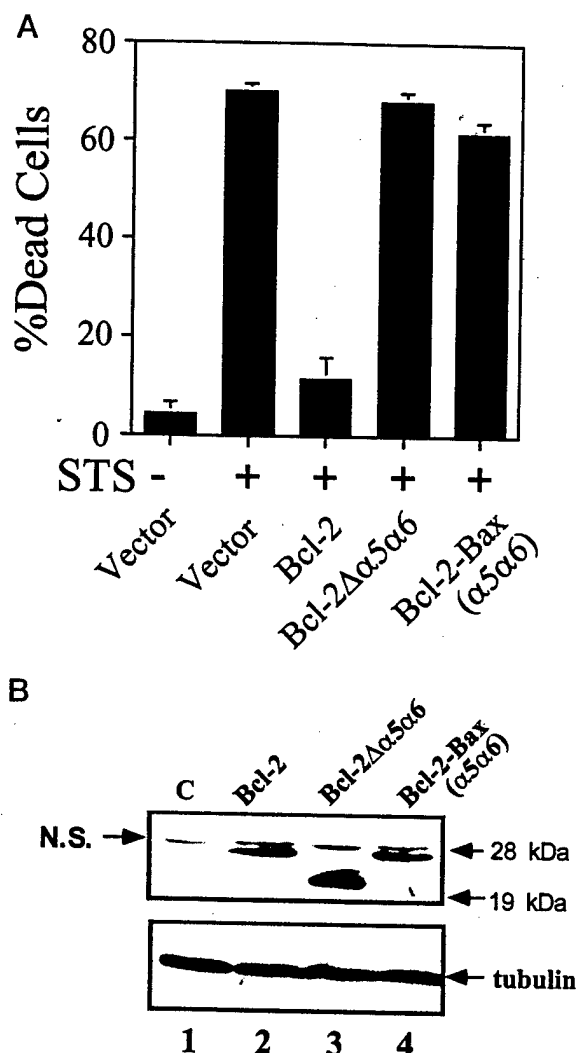 A
80
60
40
20
0
%Dead Cells
STS - + + + +
Vector Vector Bcl-2 Bcl-2Δα5α6 Bcl-2-Bax
(α5α6)
B
C Bcl-2 Bcl-2Δα5α6 Bcl-2-Bax
(α5α6)
N.S.
28 kDa
19 kDa
tubulin
1 2 3 4